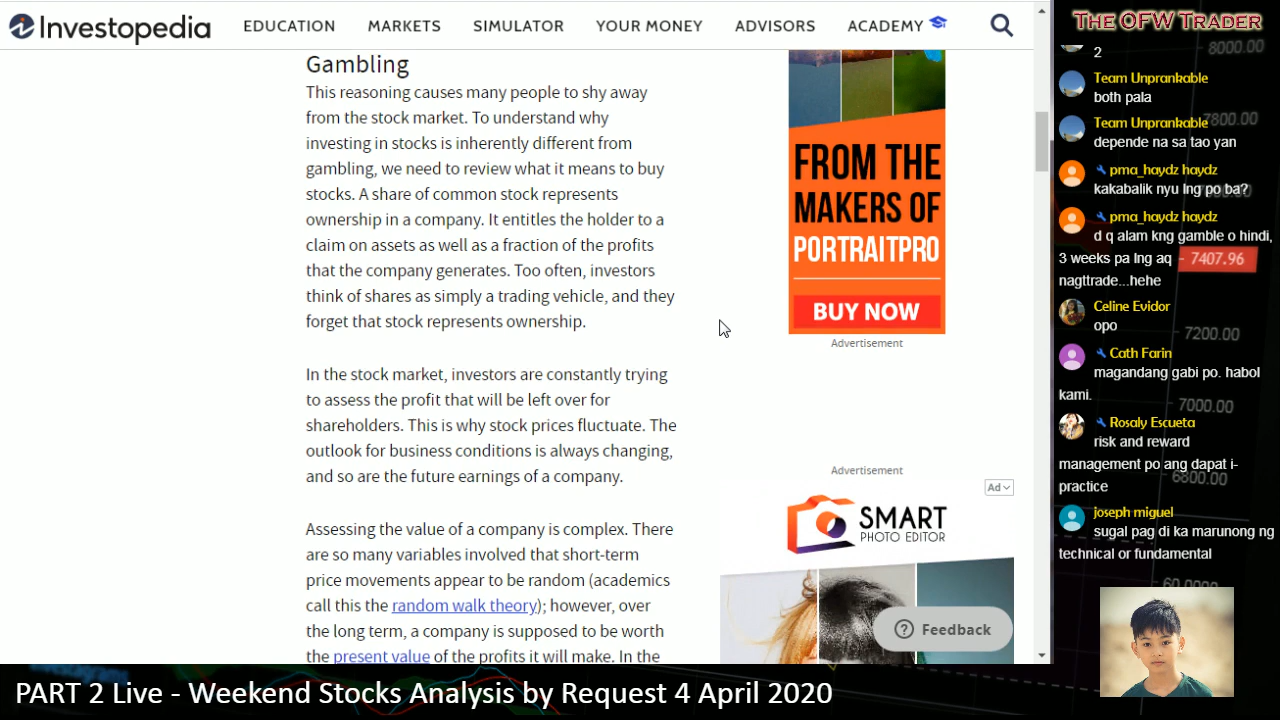 Investopedia
EDUCATION
MARKETS
SIMULATOR
YOUR MONEY
ADVISORS
ACADEMY
Gambling
This reasoning causes many people to shy away
from the stock market. To understand why
investing in stocks is inherently different from
gambling, we need to review what it means to buy
stocks. A share of common stock represents
ownership in a company. It entitles the holder to a
claim on assets as well as a fraction of the profits
that the company generates. Too often, investors
think of shares as simply a trading vehicle, and they
forget that stock represents ownership.
In the stock market, investors are constantly trying
to assess the profit that will be left over for
shareholders. This is why stock prices fluctuate. The
outlook for business conditions is always changing,
and so are the future earnings of a company.
Assessing the value of a company is complex. There
are so many variables involved that short-term
price movements appear to be random (academics
call this the random walk theory); however, over
the long term, a company is supposed to be worth
the present value of the profits it will make. In the
FROM THE
MAKERS OF
PORTRAITPRO
BUY NOW
Advertisement
Advertisement
Ad
SMART
PHOTO EDITOR
Feedback
THE OFW TRADER
8000.00
2
Team Unprankable
both pala
7800.00
Team Unprankable
depende na sa tao yan
pma_haydz haydz
kakabalik nyu lng po ba?
pma_haydz haydz
d q alam kng gamble o hindi,
3 weeks pa lng aq
nagttrade...hehe
7407.96
Celine Evidor
opo
7200.00
Cath Farin
magandang gabi po. habol
kami.
7000.00
Rosaly Escueta
risk and reward
management po ang dapat i-
practice
6800.00
joseph miguel
sugal pag di ka marunong ng
technical or fundamental
60.0000
PART 2 Live - Weekend Stocks Analysis by Request 4 April 2020